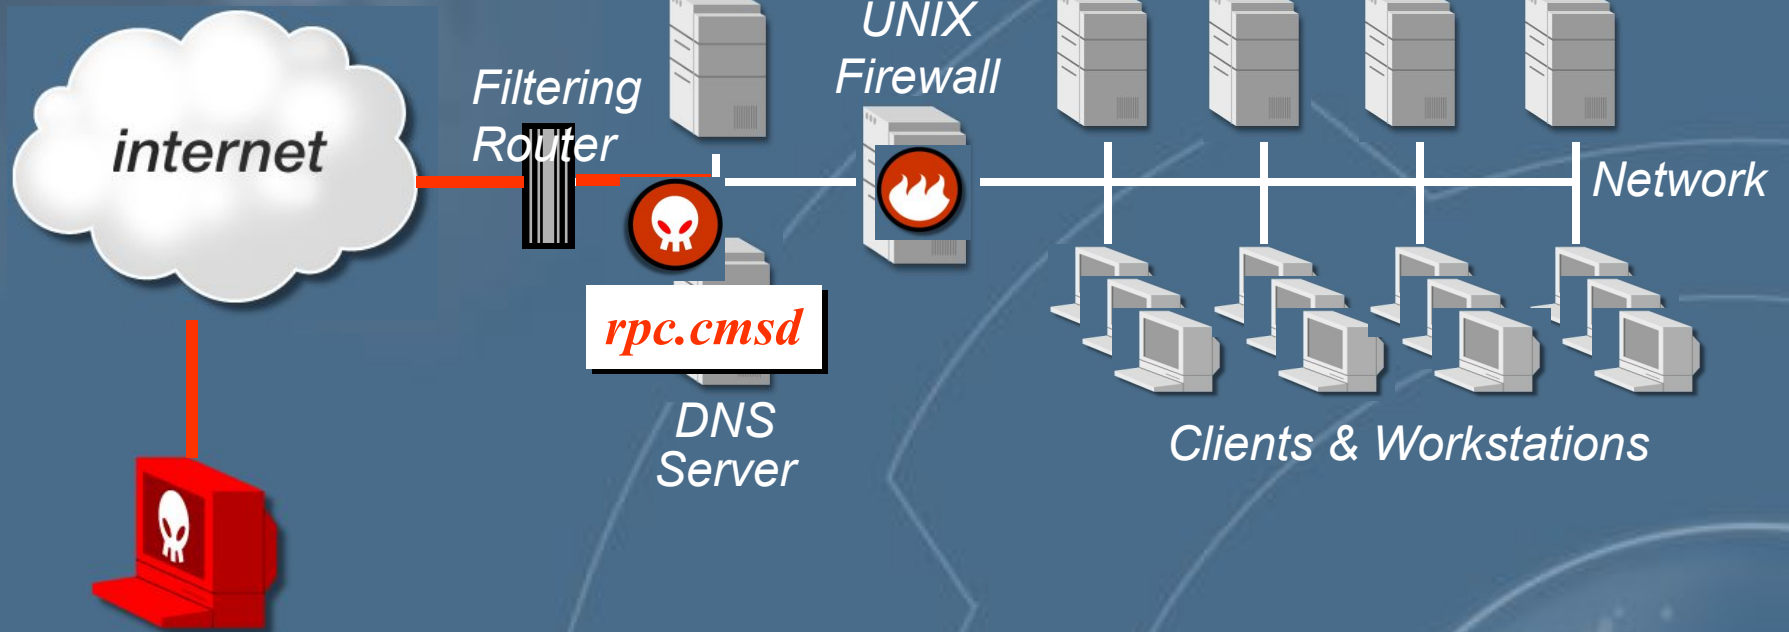 UNIX
Firewall
Filtering
Router
internet
Network
rpc.cmsd
DNS
Server
Clients & Workstations